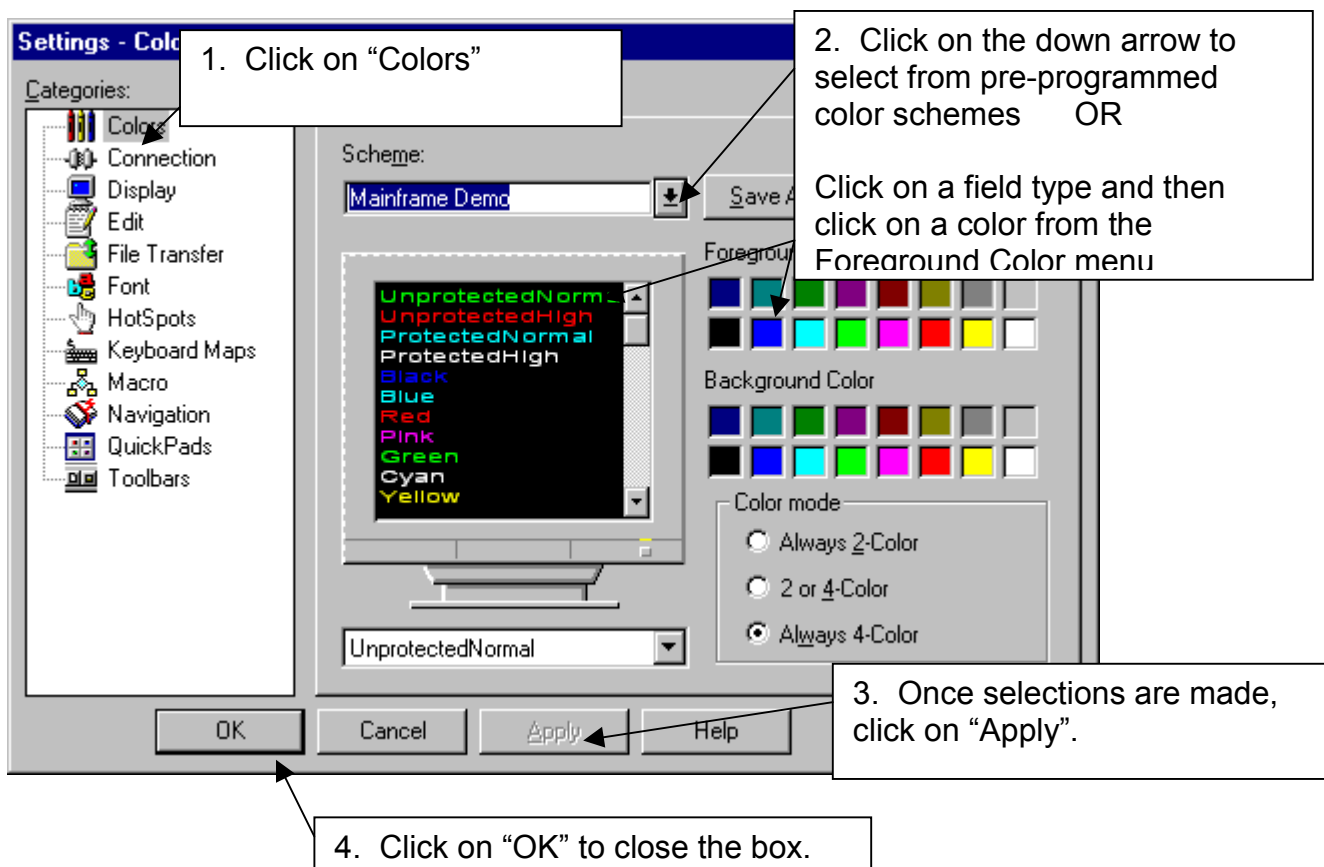 Settings - Colo
1. Click on “Colors”
2. Click on the down arrow to
select from pre-programmed
color schemes OR
Click on a field type and then
click on a color from the
Foreground Color menu
Categories:
Colors
Connection
Display
Edit
File Transfer
Font
HotSpots
Keyboard Maps
Macro
Navigation
QuickPads
Toolbars
Scheme:
Mainframe Demo
Save A
UnprotectedNorma
UnprotectedHigh
ProtectedNormal
ProtectedHigh
Black
Blue
Red
Pink
Green
Cyan
Yellow
UnprotectedNormal
Foregroun
Background Color
Color mode
Always 2-Color
2 or 4-Color
Always 4-Color
3. Once selections are made,
click on “Apply”.
OK
Cancel
Apply
Help
4. Click on “OK” to close the box.